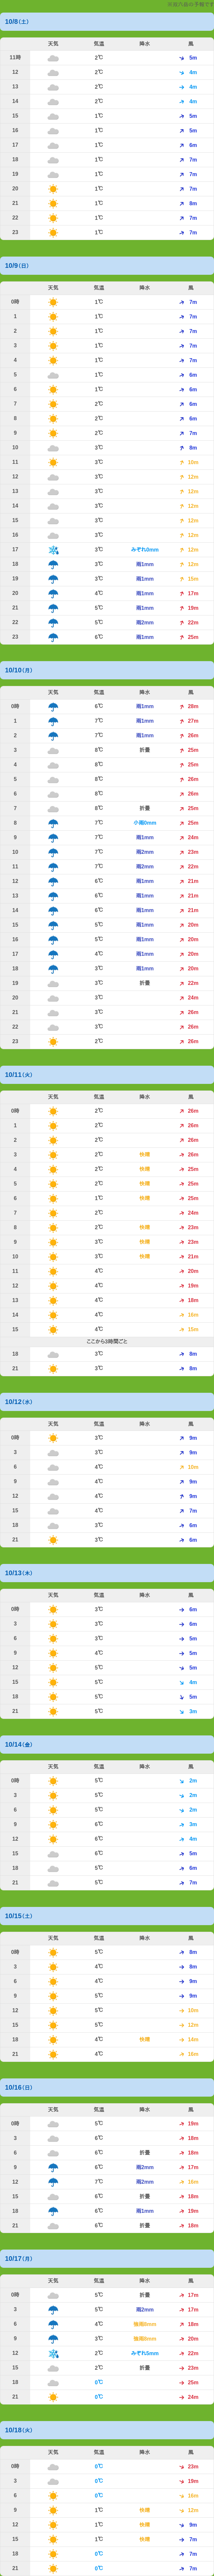 10/8(土)
天気 気温 降水 風
11時 2℃ 5m
12 2℃ 4m
13 2℃ 4m
14 2℃ 4m
15 1℃ 5m
16 1℃ 5m
17 1℃ 6m
18 1℃ 7m
19 1℃ 7m
20 1℃ 7m
21 1℃ 8m
22 1℃ 7m
23 1℃ 7m
10/9(日)
天気 気温 降水 風
0時 1℃ 7m
1 1℃ 7m
2 1℃ 7m
3 1℃ 7m
4 1℃ 7m
5 1℃ 6m
6 1℃ 6m
7 2℃ 6m
8 2℃ 6m
9 2℃ 7m
10 3℃ 8m
11 3℃ 10m
12 3℃ 12m
13 3℃ 12m
14 3℃ 12m
15 3℃ 12m
16 3℃ 12m
17 3℃ みぞれ0mm 12m
18 3℃ 雨1mm 12m
19 3℃ 雨1mm 15m
20 4℃ 雨1mm 17m
21 5℃ 雨1mm 19m
22 5℃ 雨2mm 22m
23 6℃ 雨1mm 25m
10/10(月)
天気 気温 降水 風
0時 6℃ 雨1mm 28m
1 7℃ 雨1mm 27m
2 7℃ 雨1mm 26m
3 8℃ 折曇 25m
4 8℃ 25m
5 8℃ 26m
6 8℃ 26m
7 8℃ 折曇 25m
8 7℃ 小雨0mm 25m
9 7℃ 雨1mm 24m
10 7℃ 雨2mm 23m
11 7℃ 雨2mm 22m
12 6℃ 雨1mm 21m
13 6℃ 雨1mm 21m
14 6℃ 雨1mm 21m
15 5℃ 雨1mm 20m
16 5℃ 雨1mm 20m
17 4℃ 雨1mm 20m
18 3℃ 雨1mm 20m
19 3℃ 折曇 22m
20 3℃ 24m
21 3℃ 26m
22 3℃ 26m
23 2℃ 26m
10/11(火)
天気 気温 降水 風
0時 2℃ 26m
1 2℃ 26m
2 2℃ 26m
3 2℃ 快晴 26m
4 2℃ 快晴 25m
5 2℃ 快晴 25m
6 1℃ 快晴 25m
7 2℃ 24m
8 2℃ 快晴 23m
9 3℃ 快晴 23m
10 3℃ 快晴 21m
11 4℃ 20m
12 4℃ 19m
13 4℃ 18m
14 4℃ 16m
15 4℃ 15m
ここから3時間ごと
18 3℃ 8m
21 3℃ 8m
10/12(水)
天気 気温 降水 風
0時 3℃ 9m
3 3℃ 9m
6 4℃ 10m
9 4℃ 9m
12 4℃ 9m
15 4℃ 7m
18 3℃ 6m
21 3℃ 6m
10/13(木)
天気 気温 降水 風
0時 3℃ 6m
3 3℃ 6m
6 3℃ 5m
9 4℃ 5m
12 5℃ 5m
15 5℃ 4m
18 5℃ 5m
21 5℃ 3m
10/14(金)
天気 気温 降水 風
0時 5℃ 2m
3 5℃ 2m
6 5℃ 2m
9 6℃ 3m
12 6℃ 4m
15 6℃ 5m
18 5℃ 6m
21 5℃ 7m
10/15(土)
天気 気温 降水 風
0時 5℃ 8m
3 4℃ 8m
6 4℃ 9m
9 5℃ 9m
12 5℃ 10m
15 5℃ 12m
18 4℃ 快晴 14m
21 4℃ 16m
10/16(日)
天気 気温 降水 風
0時 5℃ 19m
3 6℃ 18m
6 6℃ 折曇 18m
9 6℃ 雨2mm 17m
12 7℃ 雨2mm 16m
15 6℃ 折曇 18m
18 6℃ 雨1mm 19m
21 6℃ 折曇 18m
10/17(月)
天気 気温 降水 風
0時 5℃ 折曇 17m
3 5℃ 雨2mm 17m
6 4℃ 18m
9 3℃ 20m
12 2℃ みぞれ5mm 22m
15 2℃ 折曇 23m
18 0℃ 25m
21 0℃ 24m
10/18(火)
天気 気温 降水 風
0時 0℃ 23m
3 0℃ 19m
6 0℃ 16m
9 1℃ 快晴 12m
12 1℃ 快晴 9m
15 1℃ 快晴 7m
18 0℃ 7m
21 0℃ 7m